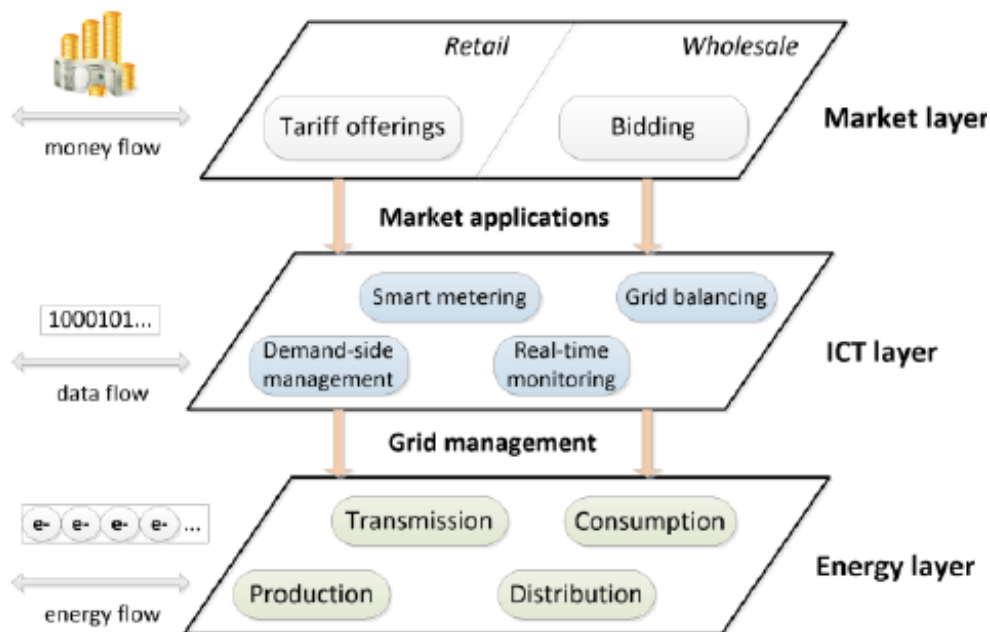 Retail
Wholesale
Tariff offerings
Bidding
Market layer
money flow
Market applications
Smart metering
Grid balancing
1000101...
Demand-side
management
Real-time
monitoring
ICT layer
data flow
Grid management
Transmission
Consumption
e- e- e- e- ...
Energy layer
Production
Distribution
energy flow